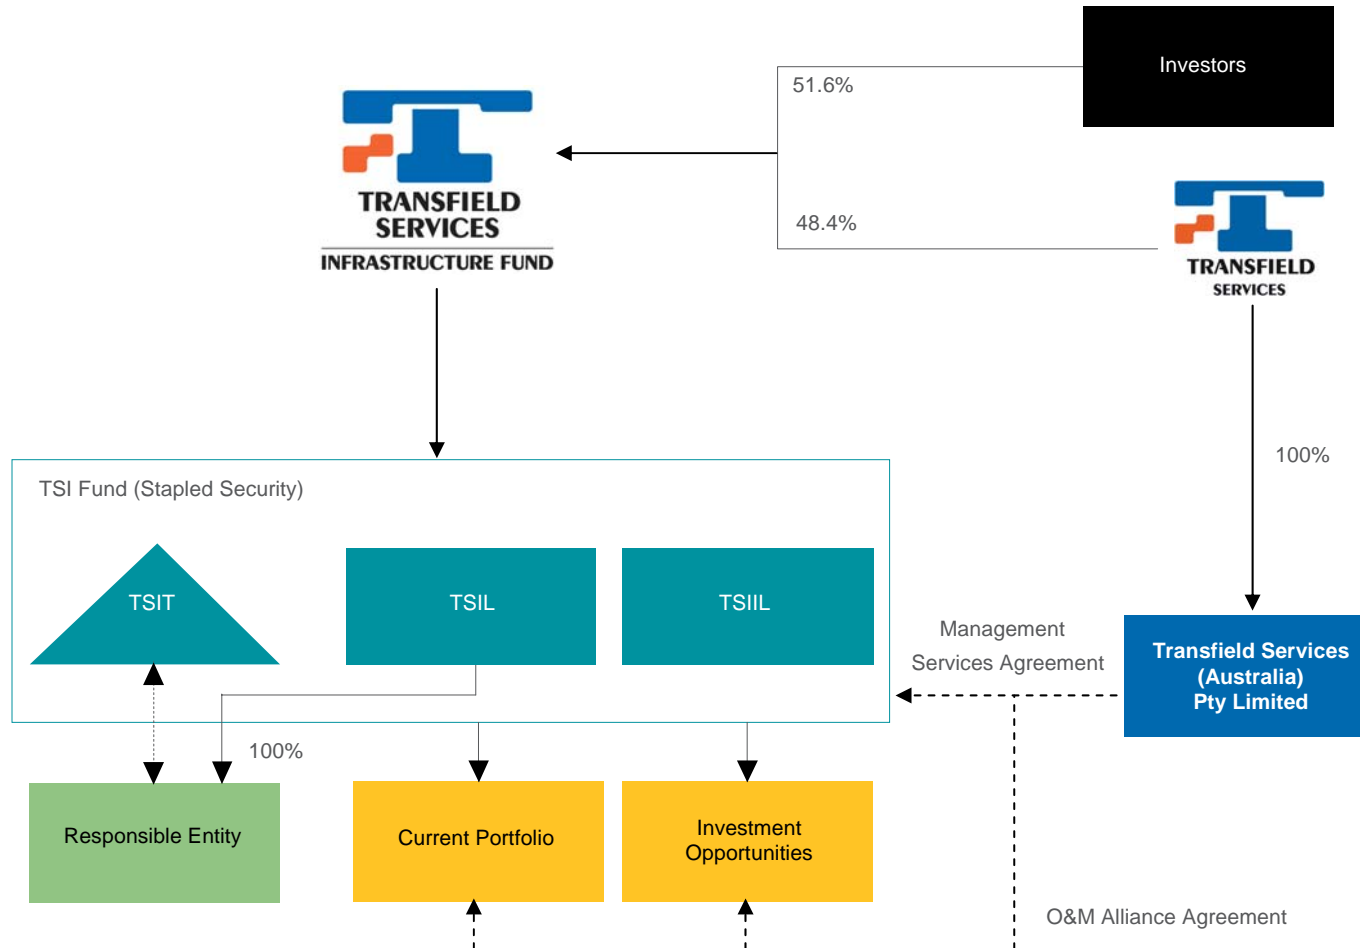 Investors
51.6%
TRANSFIELD
SERVICES
INFRASTRUCTURE FUND
48.4%
TRANSFIELD
SERVICES
100%
TSI Fund (Stapled Security)
TSIT
TSIL
TSIIL
Management
Services Agreement
Transfield Services
(Australia)
Pty Limited
100%
Responsible Entity
Current Portfolio
Investment
Opportunities
O&M Alliance Agreement